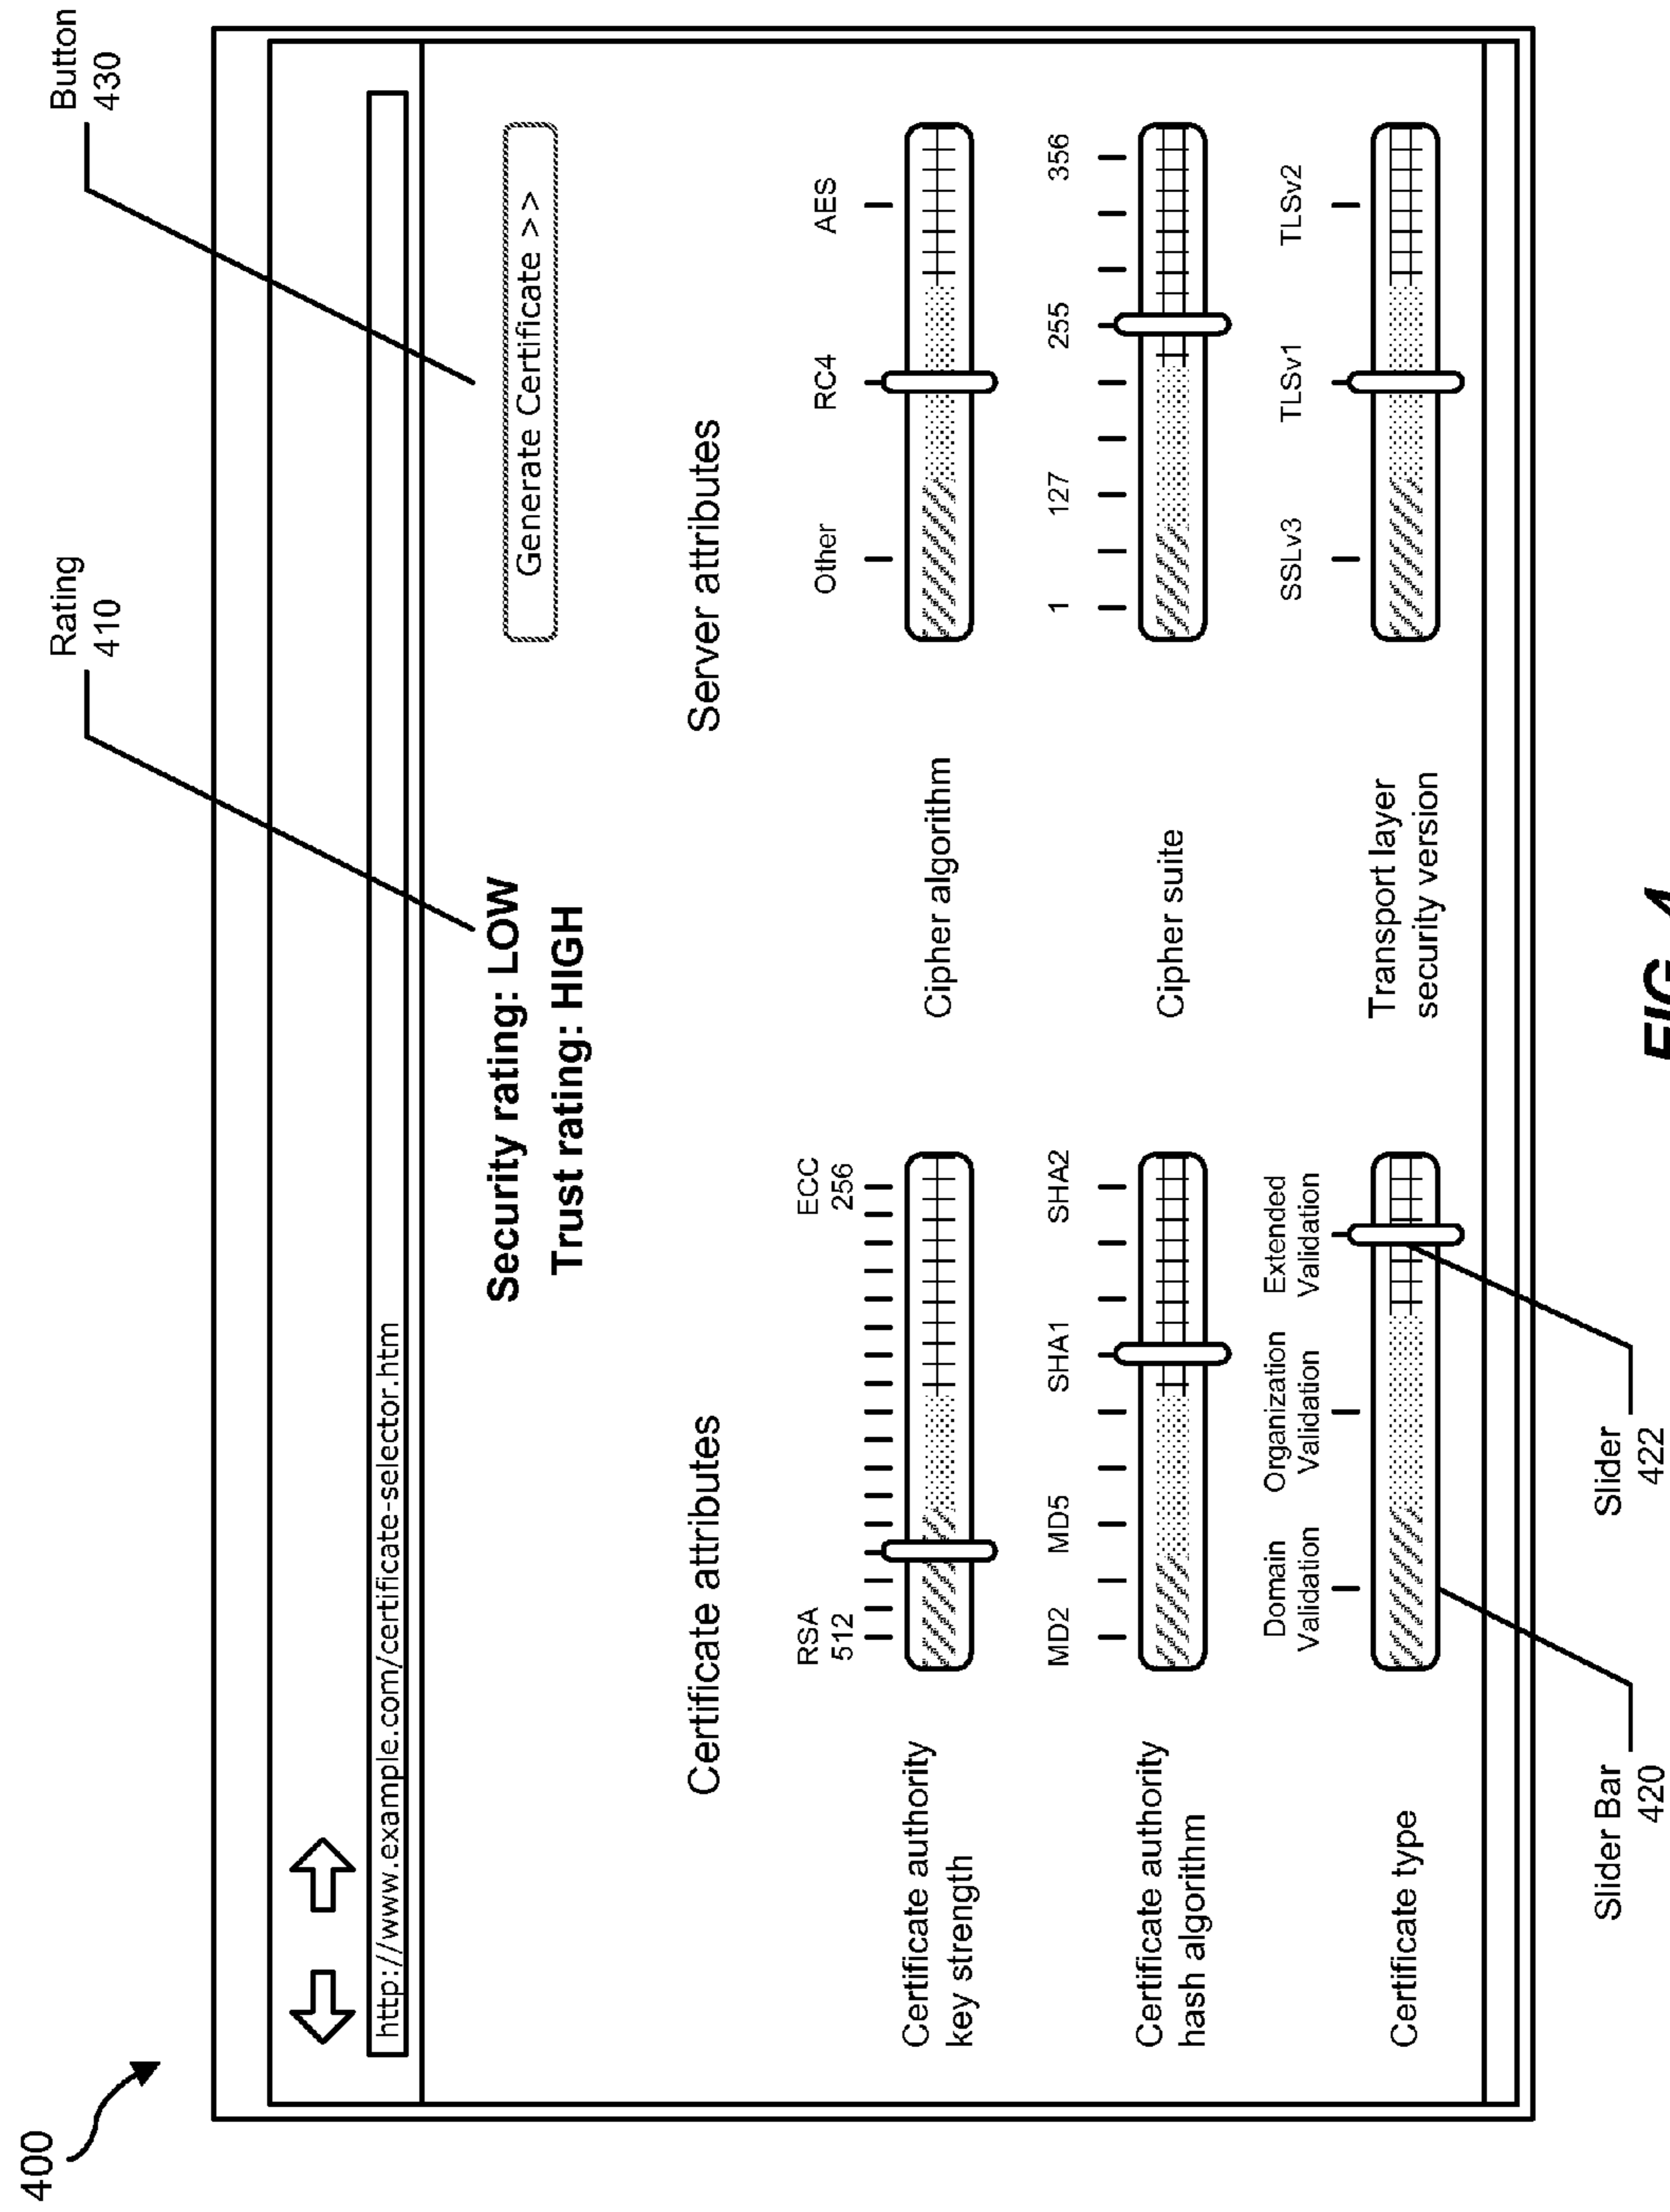 400
Rating
410
Button
430
http://www.example.com/certificate-selector.htm
Security rating: LOW
Trust rating: HIGH
Generate Certificate >>
Certificate attributes
Server attributes
Certificate authority
key strength
RSA
512
ECC
256
Cipher algorithm
Other
RC4
AES
Certificate authority
hash algorithm
MD2
MD5
SHA1
SHA2
Cipher suite
1
127
255
356
Certificate type
Domain
Validation
Organization
Validation
Extended
Validation
Transport layer
security version
SSLv3
TLSv1
TLSv2
Slider Bar
420
Slider
422
FIG. 4